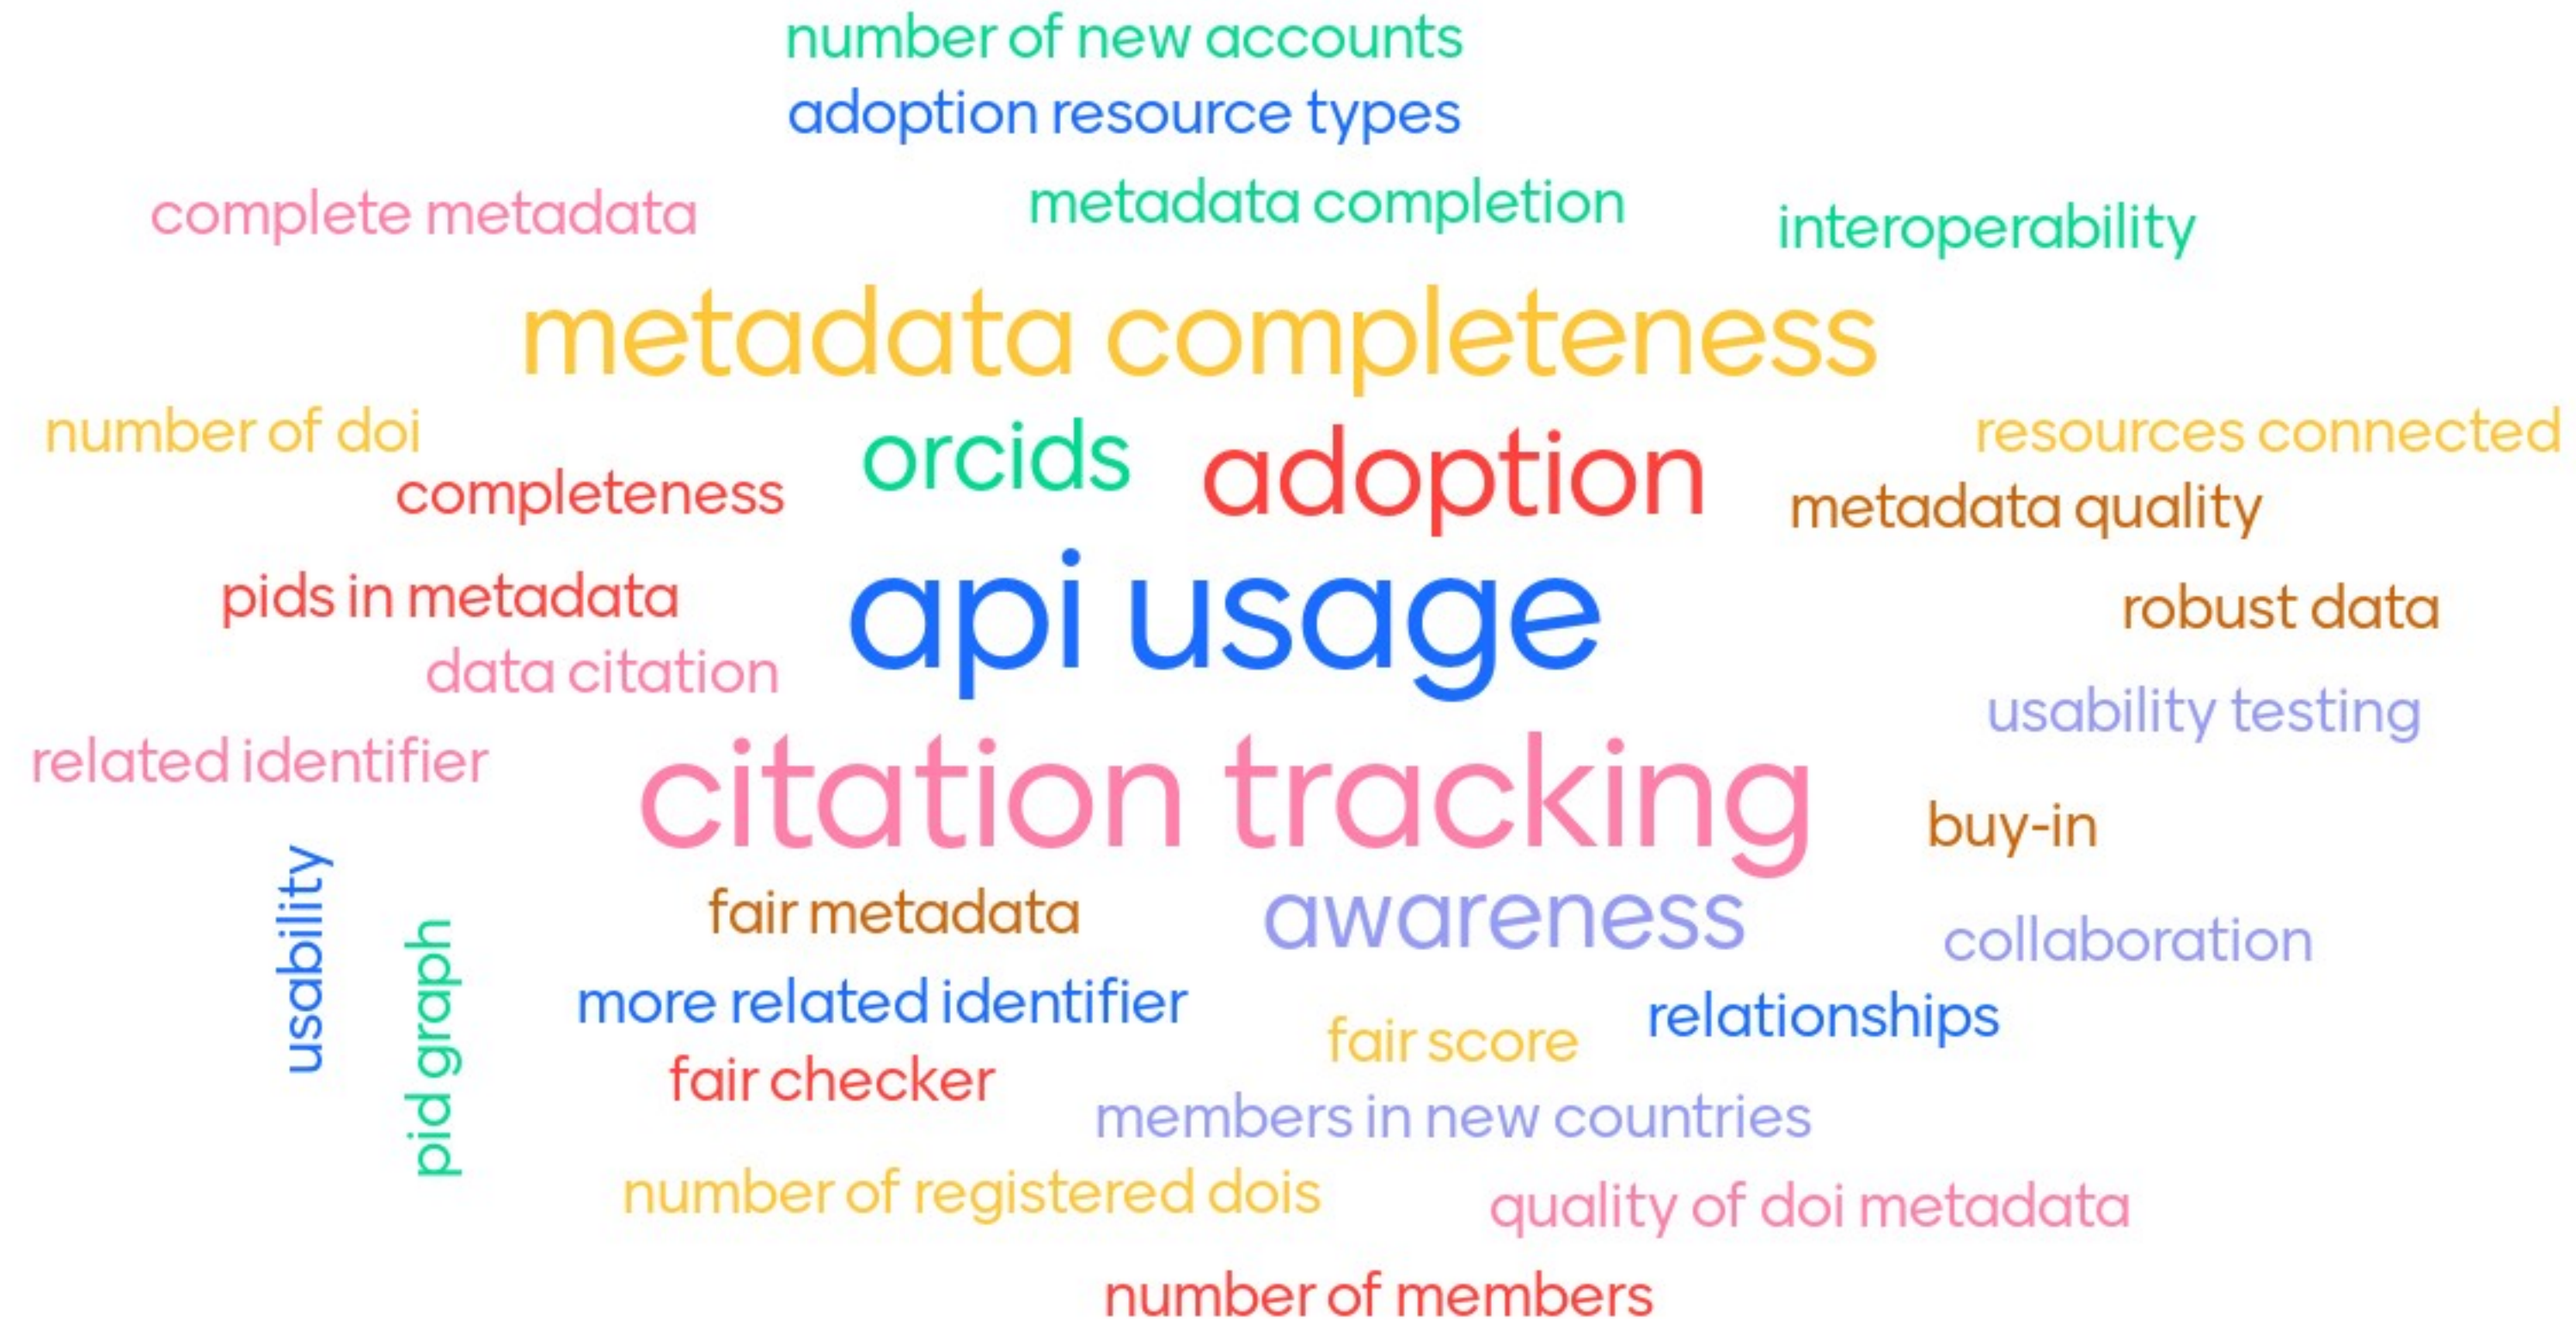 number of new accounts
adoption resource types
complete metadata
metadata completion
interoperability
metadata completeness
number of doi
orcids
adoption
resources connected
completeness
metadata quality
pids in metadata
api usage
robust data
data citation
usability testing
related identifier
citation tracking
buy-in
usability
fair metadata
awareness
collaboration
pid graph
more related identifier
fair score
relationships
fair checker
members in new countries
number of registered dois
quality of doi metadata
number of members